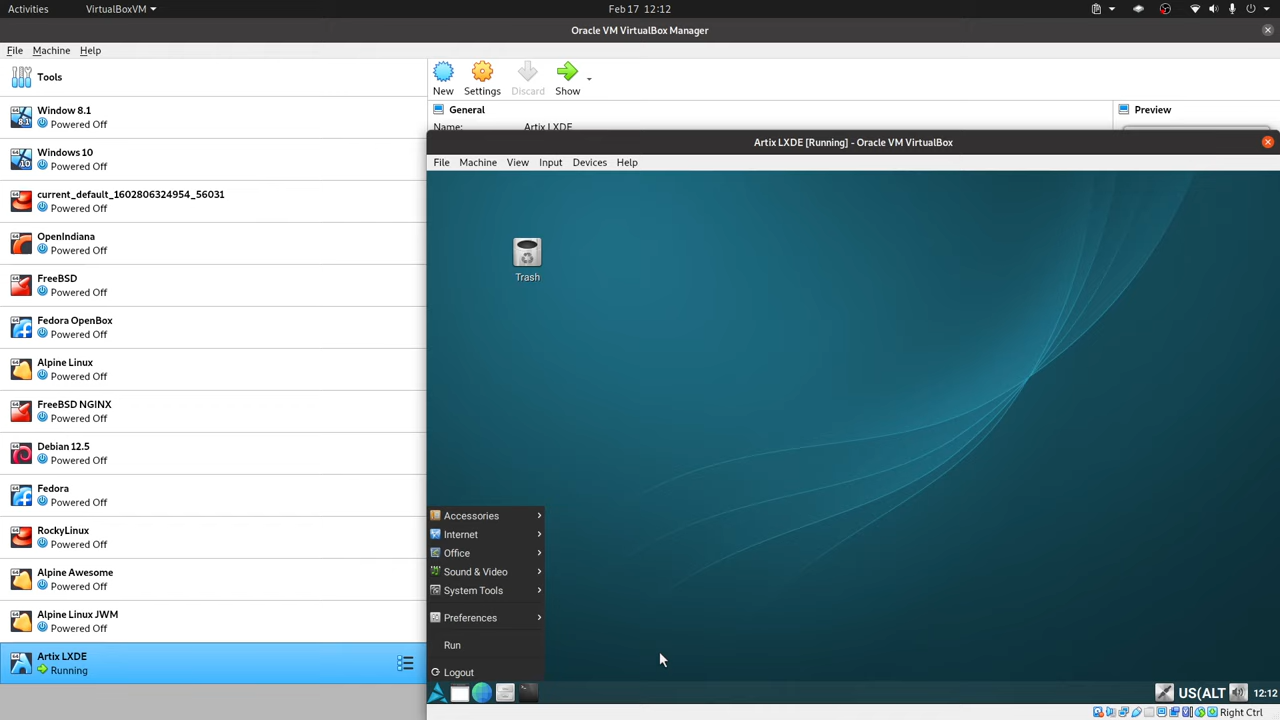 Activities
VirtualBoxVM
Feb 17 12:12
Oracle VM VirtualBox Manager
File Machine Help
Tools
New Settings Discard Show
General
Name: Artix LXDE
Preview
Window 8.1
Powered Off
Windows 10
Powered Off
current_default_1602806324954_56031
Powered Off
OpenIndiana
Powered Off
FreeBSD
Powered Off
Fedora OpenBox
Powered Off
Alpine Linux
Powered Off
FreeBSD NGINX
Powered Off
Debian 12.5
Powered Off
Fedora
Powered Off
RockyLinux
Powered Off
Alpine Awesome
Powered Off
Alpine Linux JWM
Powered Off
Artix LXDE
Running
Artix LXDE [Running] - Oracle VM VirtualBox
File Machine View Input Devices Help
Trash
Accessories
Internet
Office
Sound & Video
System Tools
Preferences
Run
Logout
US(ALT
12:12
Right Ctrl